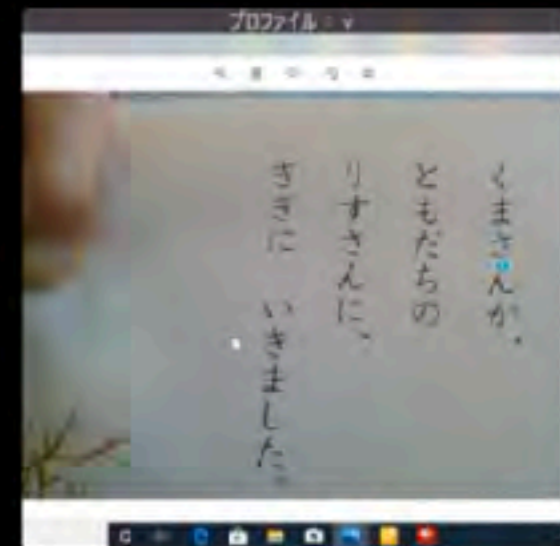 プロファイル : v
くまさんが、
ともだちの
りすさんに、
ききに いきました。